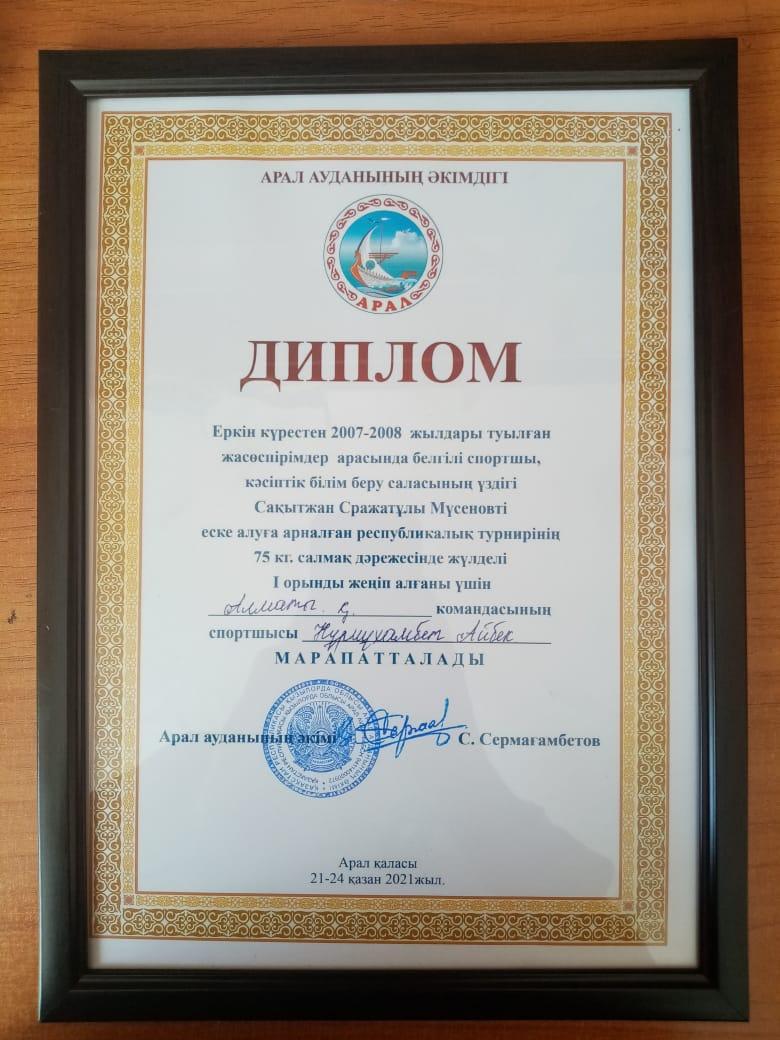 АРАЛ АУДАНЫНЫҢ ӘКІМДІГІ
АРАЛ
ДИПЛОМ
Еркін күрестен 2007-2008 жылдары туылған
жасөспірімдер арасында белгілі спортшы,
кәсіптік білім беру саласының үздігі
Сақытжан Сражатұлы Мүсеновті
еске алуға арналған республикалық турнирінің
75 кг. салмақ дәрежесінде жүлделі
І орынды жеңіп алғаны үшін
Алматы қ. командасының
спортшысы Нұрмұхамбет Айбек
МАРАПАТТАЛАДЫ
Арал ауданының әкімі С. Сермағамбетов
Арал қаласы
21-24 қазан 2021жыл.